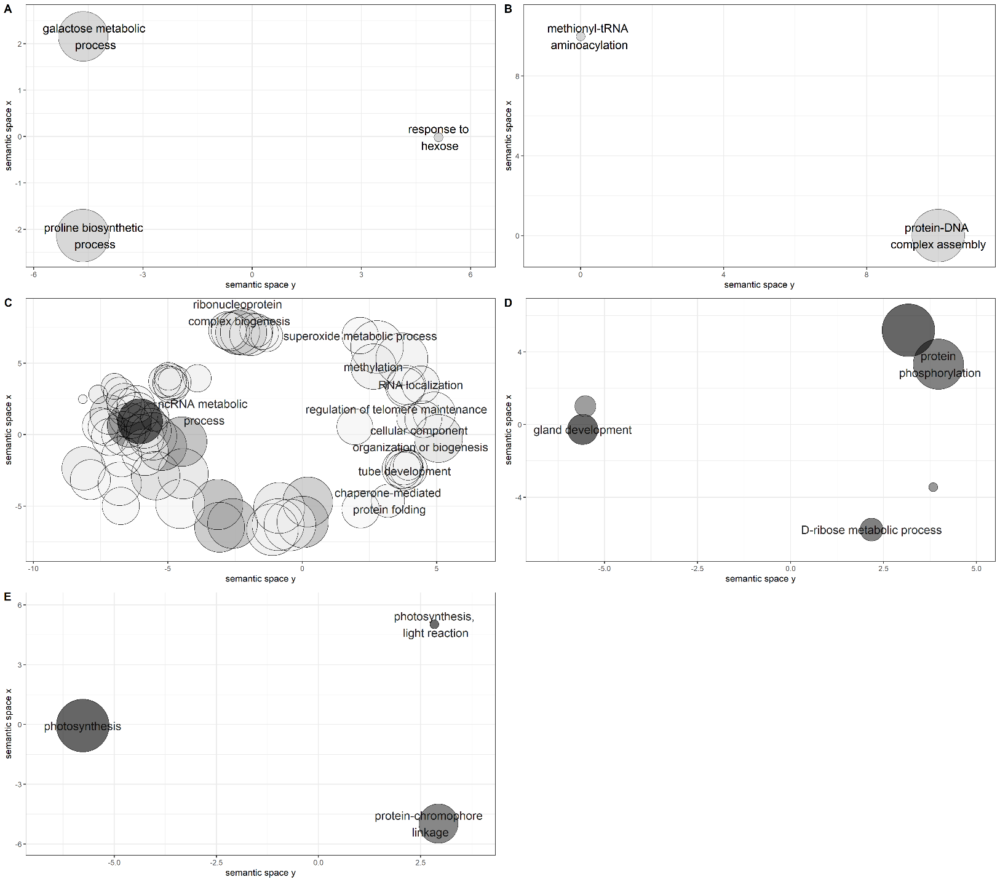 A
galactose metabolic
process
response to
hexose
proline biosynthetic
process
2
1
0
-1
-2
-6
-3
0
3
6
semantic space x
semantic space y
B
methionyl-tRNA
aminoacylation
protein-DNA
complex assembly
8
4
0
0
4
8
semantic space x
semantic space y
C
ribonucleoprotein
complex biogenesis
superoxide metabolic process
methylation
RNA localization
ncRNA metabolic
process
regulation of telomere maintenance
cellular component
organization or biogenesis
tube development
chaperone-mediated
protein folding
5
0
-5
-10
-5
0
5
semantic space x
semantic space y
D
protein
phosphorylation
gland development
D-ribose metabolic process
4
0
-4
-5.0
-2.5
0.0
2.5
5.0
semantic space x
semantic space y
E
photosynthesis,
light reaction
photosynthesis
protein-chromophore
linkage
6
3
0
-3
-6
-5.0
-2.5
0.0
2.5
semantic space x
semantic space y